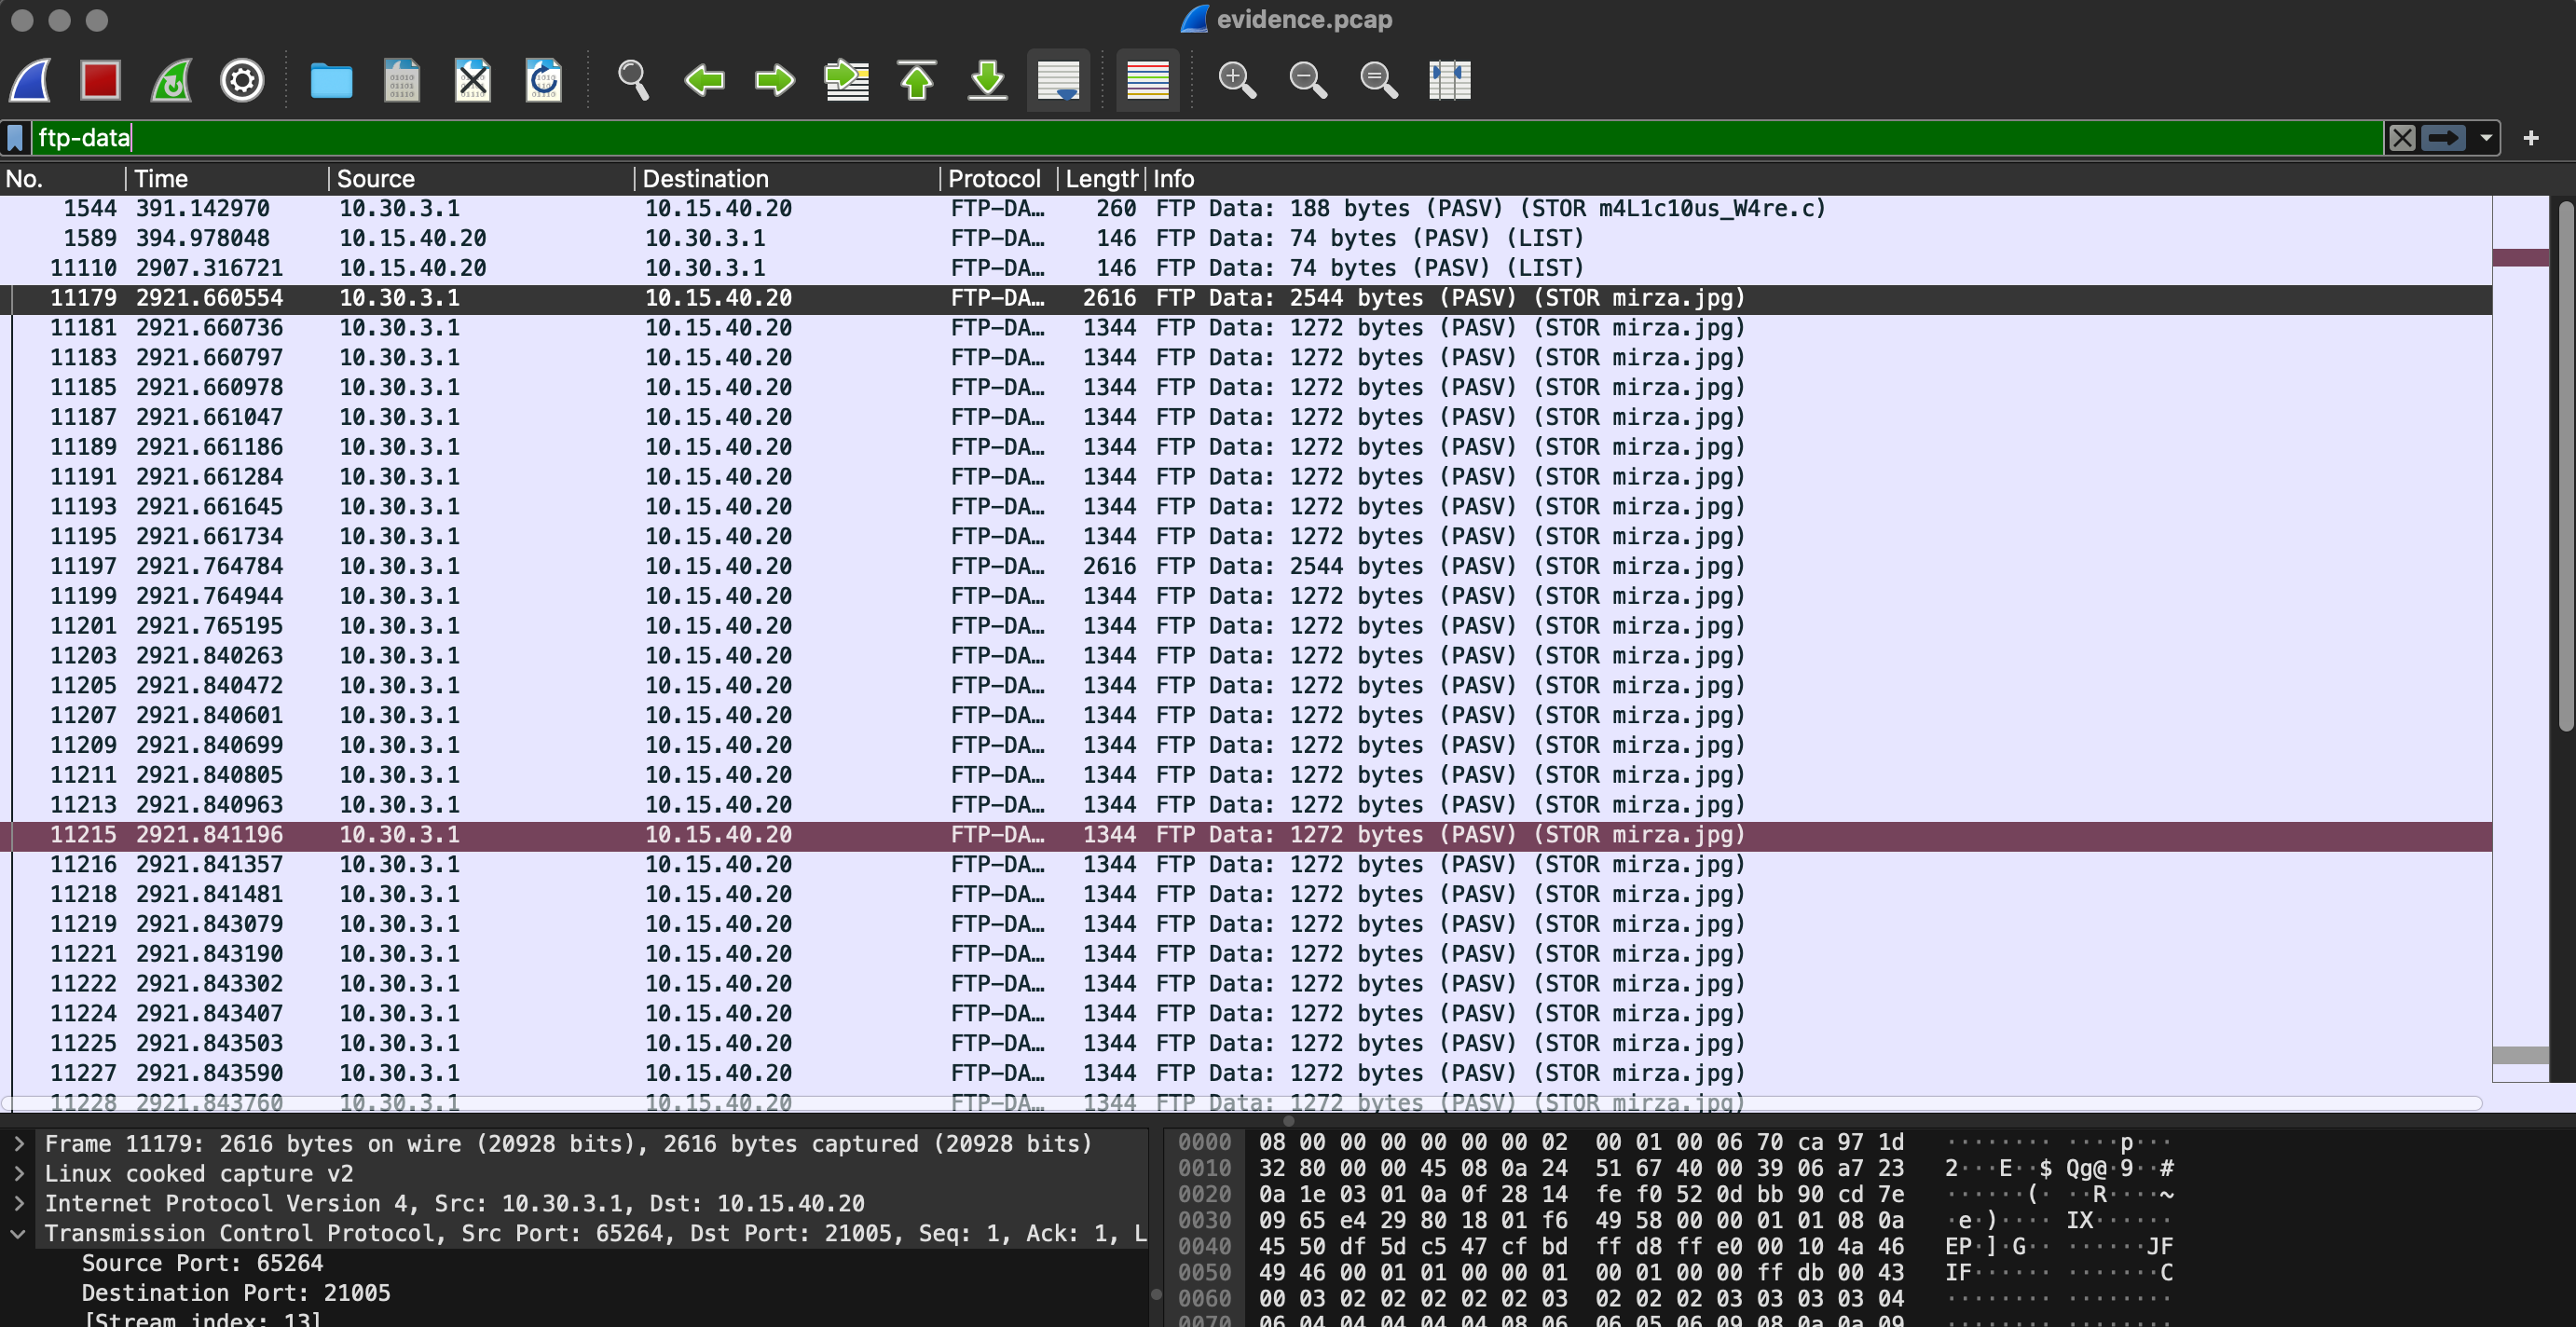 evidence.pcap
ftp-data
No. Time Source Destination Protocol Length Info
1544 391.142970 10.30.3.1 10.15.40.20 FTP-DA… 260 FTP Data: 188 bytes (PASV) (STOR m4L1c10us_W4re.c)
1589 394.978048 10.15.40.20 10.30.3.1 FTP-DA… 146 FTP Data: 74 bytes (PASV) (LIST)
11110 2907.316721 10.15.40.20 10.30.3.1 FTP-DA… 146 FTP Data: 74 bytes (PASV) (LIST)
11179 2921.660554 10.30.3.1 10.15.40.20 FTP-DA… 2616 FTP Data: 2544 bytes (PASV) (STOR mirza.jpg)
11181 2921.660736 10.30.3.1 10.15.40.20 FTP-DA… 1344 FTP Data: 1272 bytes (PASV) (STOR mirza.jpg)
11183 2921.660797 10.30.3.1 10.15.40.20 FTP-DA… 1344 FTP Data: 1272 bytes (PASV) (STOR mirza.jpg)
11185 2921.660978 10.30.3.1 10.15.40.20 FTP-DA… 1344 FTP Data: 1272 bytes (PASV) (STOR mirza.jpg)
11187 2921.661047 10.30.3.1 10.15.40.20 FTP-DA… 1344 FTP Data: 1272 bytes (PASV) (STOR mirza.jpg)
11189 2921.661186 10.30.3.1 10.15.40.20 FTP-DA… 1344 FTP Data: 1272 bytes (PASV) (STOR mirza.jpg)
11191 2921.661284 10.30.3.1 10.15.40.20 FTP-DA… 1344 FTP Data: 1272 bytes (PASV) (STOR mirza.jpg)
11193 2921.661645 10.30.3.1 10.15.40.20 FTP-DA… 1344 FTP Data: 1272 bytes (PASV) (STOR mirza.jpg)
11195 2921.661734 10.30.3.1 10.15.40.20 FTP-DA… 1344 FTP Data: 1272 bytes (PASV) (STOR mirza.jpg)
11197 2921.764784 10.30.3.1 10.15.40.20 FTP-DA… 2616 FTP Data: 2544 bytes (PASV) (STOR mirza.jpg)
11199 2921.764944 10.30.3.1 10.15.40.20 FTP-DA… 1344 FTP Data: 1272 bytes (PASV) (STOR mirza.jpg)
11201 2921.765195 10.30.3.1 10.15.40.20 FTP-DA… 1344 FTP Data: 1272 bytes (PASV) (STOR mirza.jpg)
11203 2921.840263 10.30.3.1 10.15.40.20 FTP-DA… 1344 FTP Data: 1272 bytes (PASV) (STOR mirza.jpg)
11205 2921.840472 10.30.3.1 10.15.40.20 FTP-DA… 1344 FTP Data: 1272 bytes (PASV) (STOR mirza.jpg)
11207 2921.840601 10.30.3.1 10.15.40.20 FTP-DA… 1344 FTP Data: 1272 bytes (PASV) (STOR mirza.jpg)
11209 2921.840699 10.30.3.1 10.15.40.20 FTP-DA… 1344 FTP Data: 1272 bytes (PASV) (STOR mirza.jpg)
11211 2921.840805 10.30.3.1 10.15.40.20 FTP-DA… 1344 FTP Data: 1272 bytes (PASV) (STOR mirza.jpg)
11213 2921.840963 10.30.3.1 10.15.40.20 FTP-DA… 1344 FTP Data: 1272 bytes (PASV) (STOR mirza.jpg)
11215 2921.841196 10.30.3.1 10.15.40.20 FTP-DA… 1344 FTP Data: 1272 bytes (PASV) (STOR mirza.jpg)
11216 2921.841357 10.30.3.1 10.15.40.20 FTP-DA… 1344 FTP Data: 1272 bytes (PASV) (STOR mirza.jpg)
11218 2921.841481 10.30.3.1 10.15.40.20 FTP-DA… 1344 FTP Data: 1272 bytes (PASV) (STOR mirza.jpg)
11219 2921.843079 10.30.3.1 10.15.40.20 FTP-DA… 1344 FTP Data: 1272 bytes (PASV) (STOR mirza.jpg)
11221 2921.843190 10.30.3.1 10.15.40.20 FTP-DA… 1344 FTP Data: 1272 bytes (PASV) (STOR mirza.jpg)
11222 2921.843302 10.30.3.1 10.15.40.20 FTP-DA… 1344 FTP Data: 1272 bytes (PASV) (STOR mirza.jpg)
11224 2921.843407 10.30.3.1 10.15.40.20 FTP-DA… 1344 FTP Data: 1272 bytes (PASV) (STOR mirza.jpg)
11225 2921.843503 10.30.3.1 10.15.40.20 FTP-DA… 1344 FTP Data: 1272 bytes (PASV) (STOR mirza.jpg)
11227 2921.843590 10.30.3.1 10.15.40.20 FTP-DA… 1344 FTP Data: 1272 bytes (PASV) (STOR mirza.jpg)
11228 2921.843760 10.30.3.1 10.15.40.20 FTP-DA… 1344 FTP Data: 1272 bytes (PASV) (STOR mirza.jpg)
Frame 11179: 2616 bytes on wire (20928 bits), 2616 bytes captured (20928 bits)
Linux cooked capture v2
Internet Protocol Version 4, Src: 10.30.3.1, Dst: 10.15.40.20
Transmission Control Protocol, Src Port: 65264, Dst Port: 21005, Seq: 1, Ack: 1, L
Source Port: 65264
Destination Port: 21005
[Stream index: 13]
0000 08 00 00 00 00 00 00 02 00 01 00 06 70 ca 97 1d ········ ····p···
0010 32 80 00 00 45 08 0a 24 51 67 40 00 39 06 a7 23 2···E··$ Qg@·9··#
0020 0a 1e 03 01 0a 0f 28 14 fe f0 52 0d bb 90 cd 7e ······(· ··R····~
0030 09 65 e4 29 80 18 01 f6 49 58 00 00 01 01 08 0a ·e·)···· IX······
0040 45 50 df 5d c5 47 cf bd ff d8 ff e0 00 10 4a 46 EP·]·G·· ······JF
0050 49 46 00 01 01 00 00 01 00 01 00 00 ff db 00 43 IF······ ·······C
0060 00 03 02 02 02 02 02 03 02 02 02 03 03 03 03 04 ········ ········
0070 06 04 04 04 04 04 08 06 06 05 06 09 08 0a 0a 09